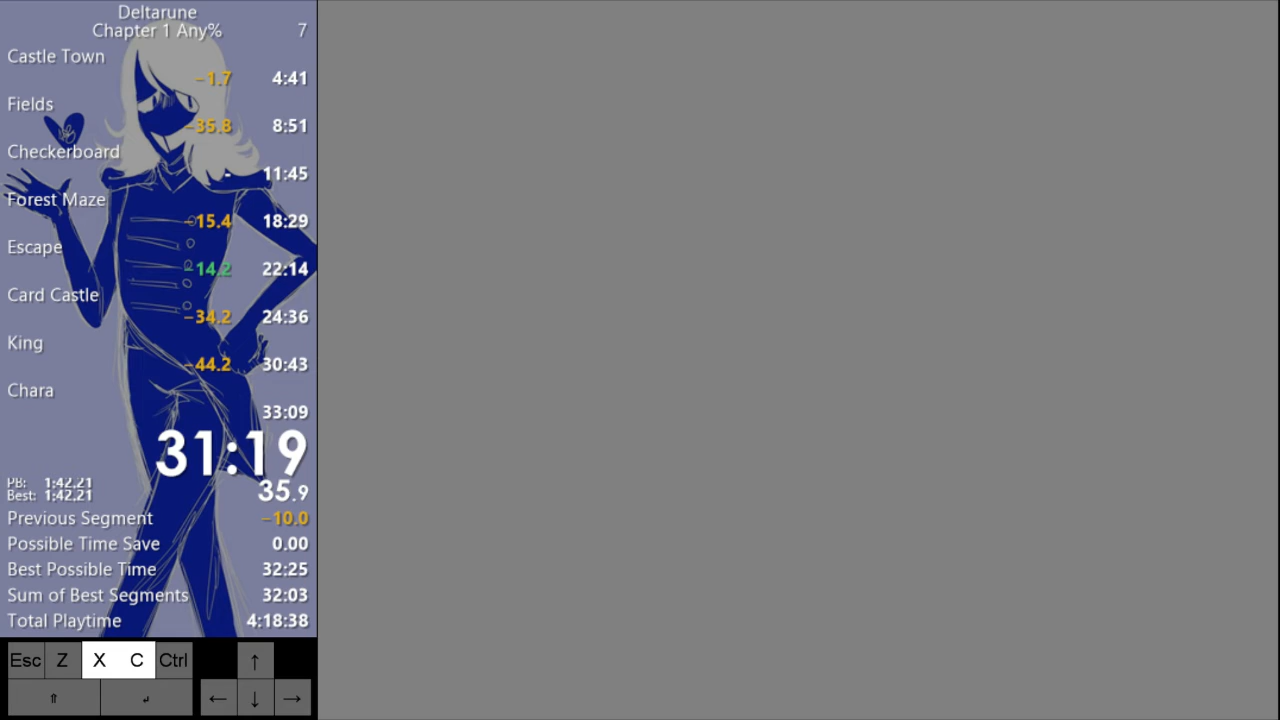 Deltarune
Chapter 1 Any% 7
Castle Town
−1.7 4:41
Fields
−35.8 8:51
Checkerboard
- 11:45
Forest Maze
−15.4 18:29
Escape
−14.2 22:14
Card Castle
−34.2 24:36
King
−44.2 30:43
Chara
33:09
31:19
PB: 1:42.21
Best: 1:42.21
35.9
Previous Segment −10.0
Possible Time Save 0.00
Best Possible Time 32:25
Sum of Best Segments 32:03
Total Playtime 4:18:38
Esc Z X C Ctrl ↑
⇑ ↵ ← ↓ →